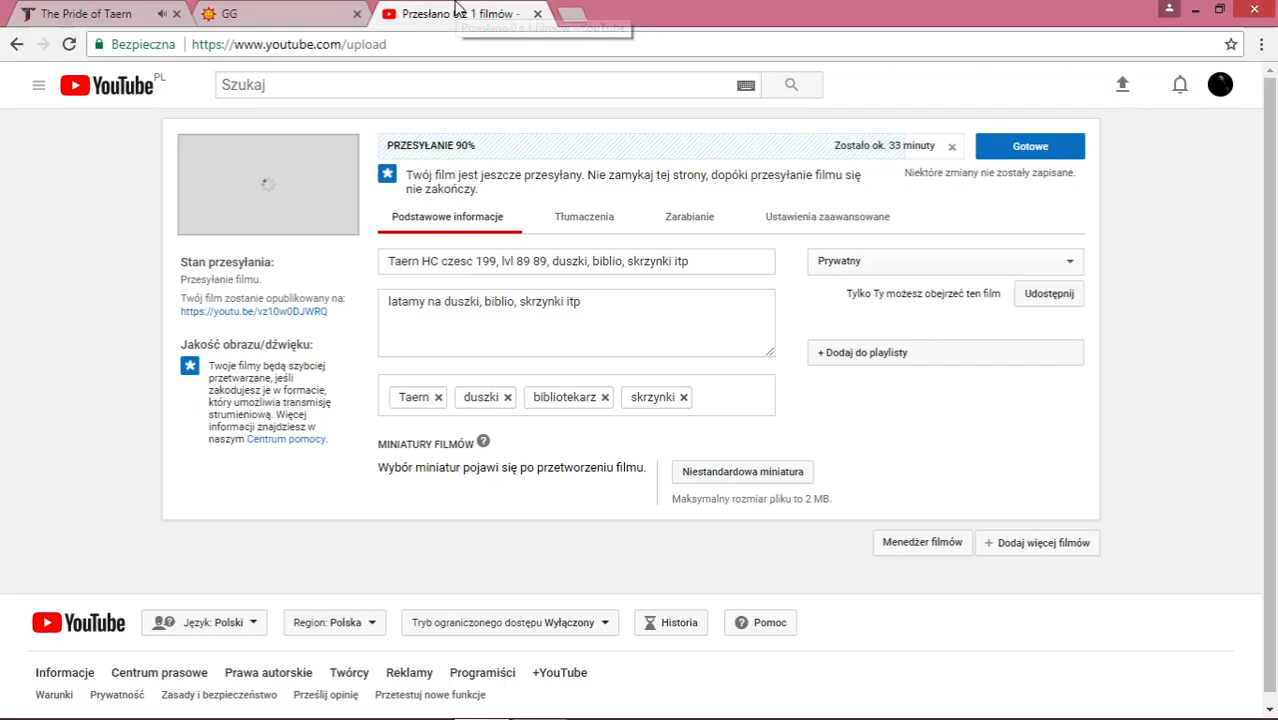 The Pride of Taern
GG
Przesłano 0 z 1 filmów -
Przesłano 0 z 1 filmów – YouTube
Bezpieczna
https://www.youtube.com/upload
YouTube PL
Szukaj
PRZESYŁANIE 90%
Zostało ok. 33 minuty
Gotowe
Twój film jest jeszcze przesyłany. Nie zamykaj tej strony, dopóki przesyłanie filmu się
nie zakończy.
Niektóre zmiany nie zostały zapisane.
Podstawowe informacje
Tłumaczenia
Zarabianie
Ustawienia zaawansowane
Stan przesyłania:
Przesyłanie filmu.
Twój film zostanie opublikowany na:
https://youtu.be/vz10w0DJWRQ
Jakość obrazu/dźwięku:
Twoje filmy będą szybciej
przetwarzane, jeśli
zakodujesz je w formacie,
który umożliwia transmisję
strumieniową. Więcej
informacji znajdziesz w
naszym Centrum pomocy.
Taern HC czesc 199, lvl 89 89, duszki, biblio, skrzynki itp
latamy na duszki, biblio, skrzynki itp
Taern
duszki
bibliotekarz
skrzynki
MINIATURY FILMÓW
Wybór miniatur pojawi się po przetworzeniu filmu.
Niestandardowa miniatura
Maksymalny rozmiar pliku to 2 MB.
Prywatny
Tylko Ty możesz obejrzeć ten film
Udostępnij
+ Dodaj do playlisty
Menedżer filmów
+ Dodaj więcej filmów
YouTube
Język: Polski
Region: Polska
Tryb ograniczonego dostępu Wyłączony
Historia
Pomoc
Informacje
Centrum prasowe
Prawa autorskie
Twórcy
Reklamy
Programiści
+YouTube
Warunki
Prywatność
Zasady i bezpieczeństwo
Prześlij opinię
Przetestuj nowe funkcje